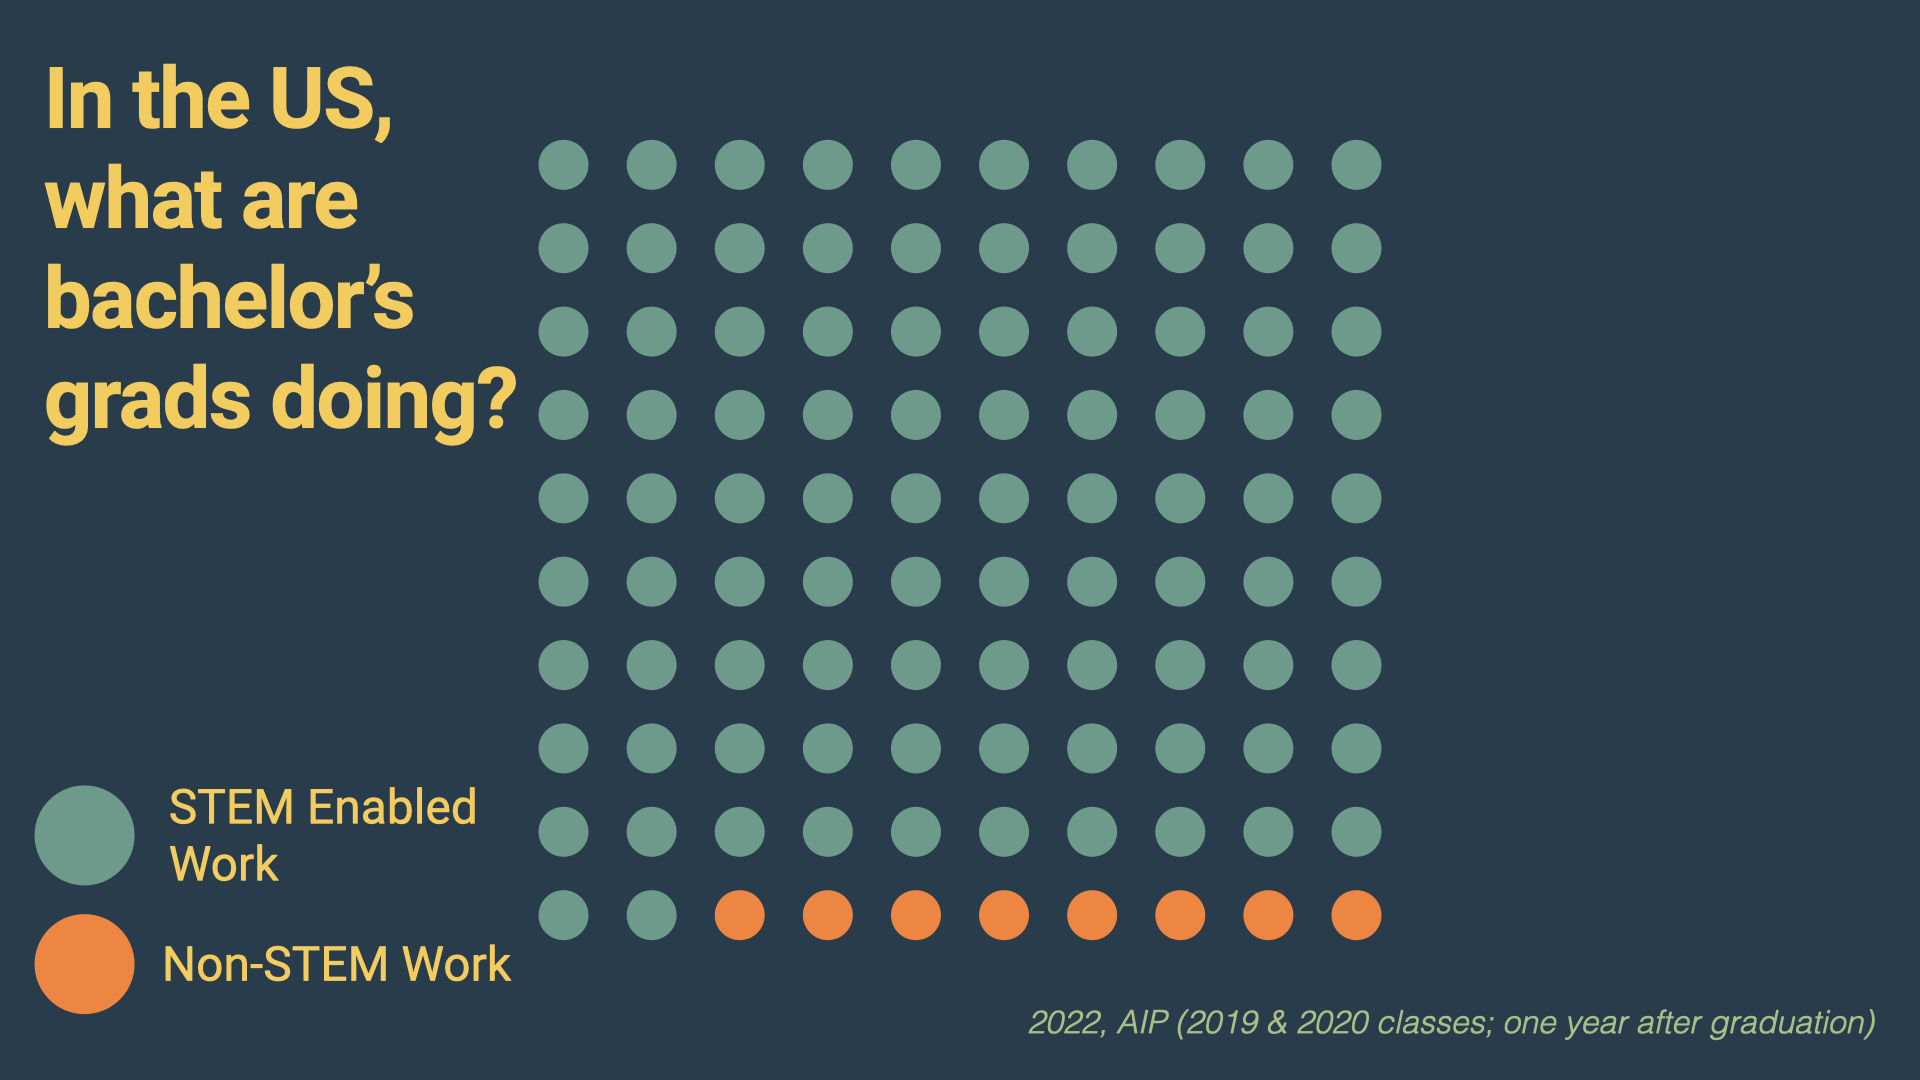 In the US,
what are
bachelor’s
grads doing?
STEM Enabled
Work
Non-STEM Work
2022, AIP (2019 & 2020 classes; one year after graduation)